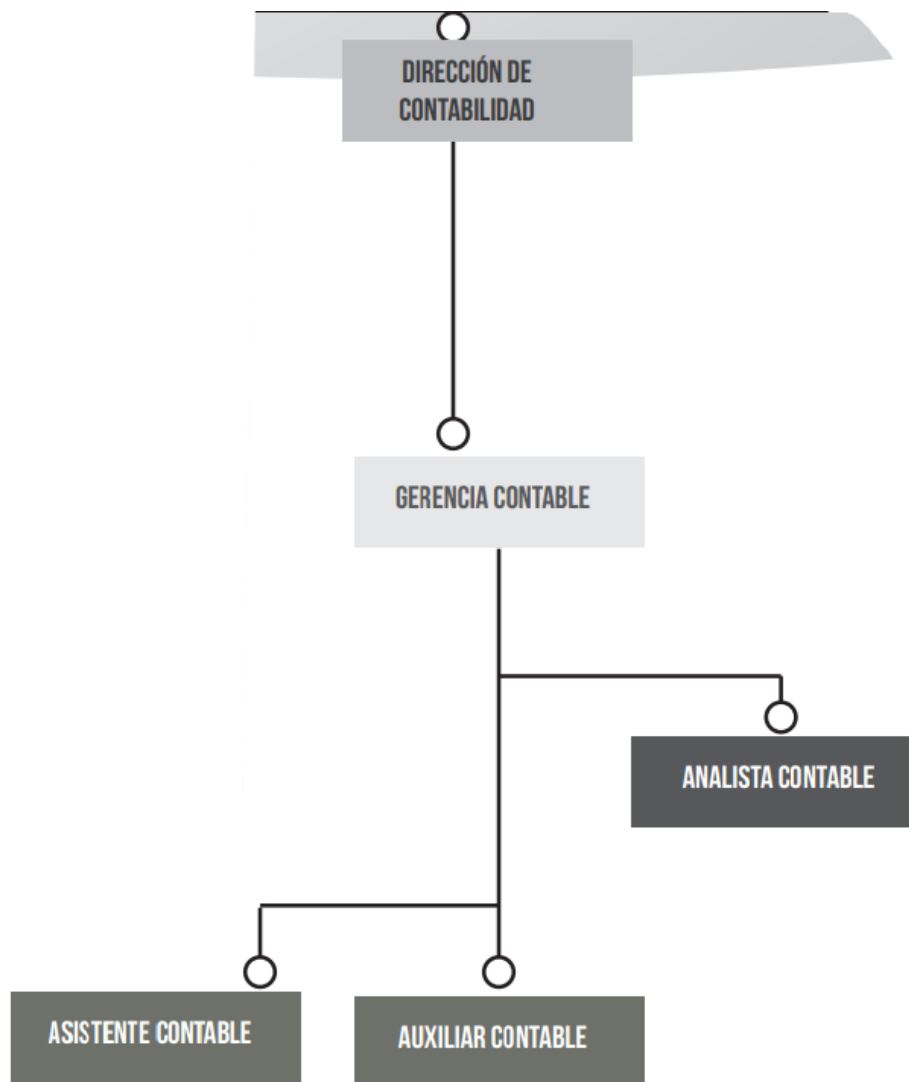 DIRECCIÓN DE
CONTABILIDAD
GERENCIA CONTABLE
ANALISTA CONTABLE
ASISTENTE CONTABLE
AUXILIAR CONTABLE